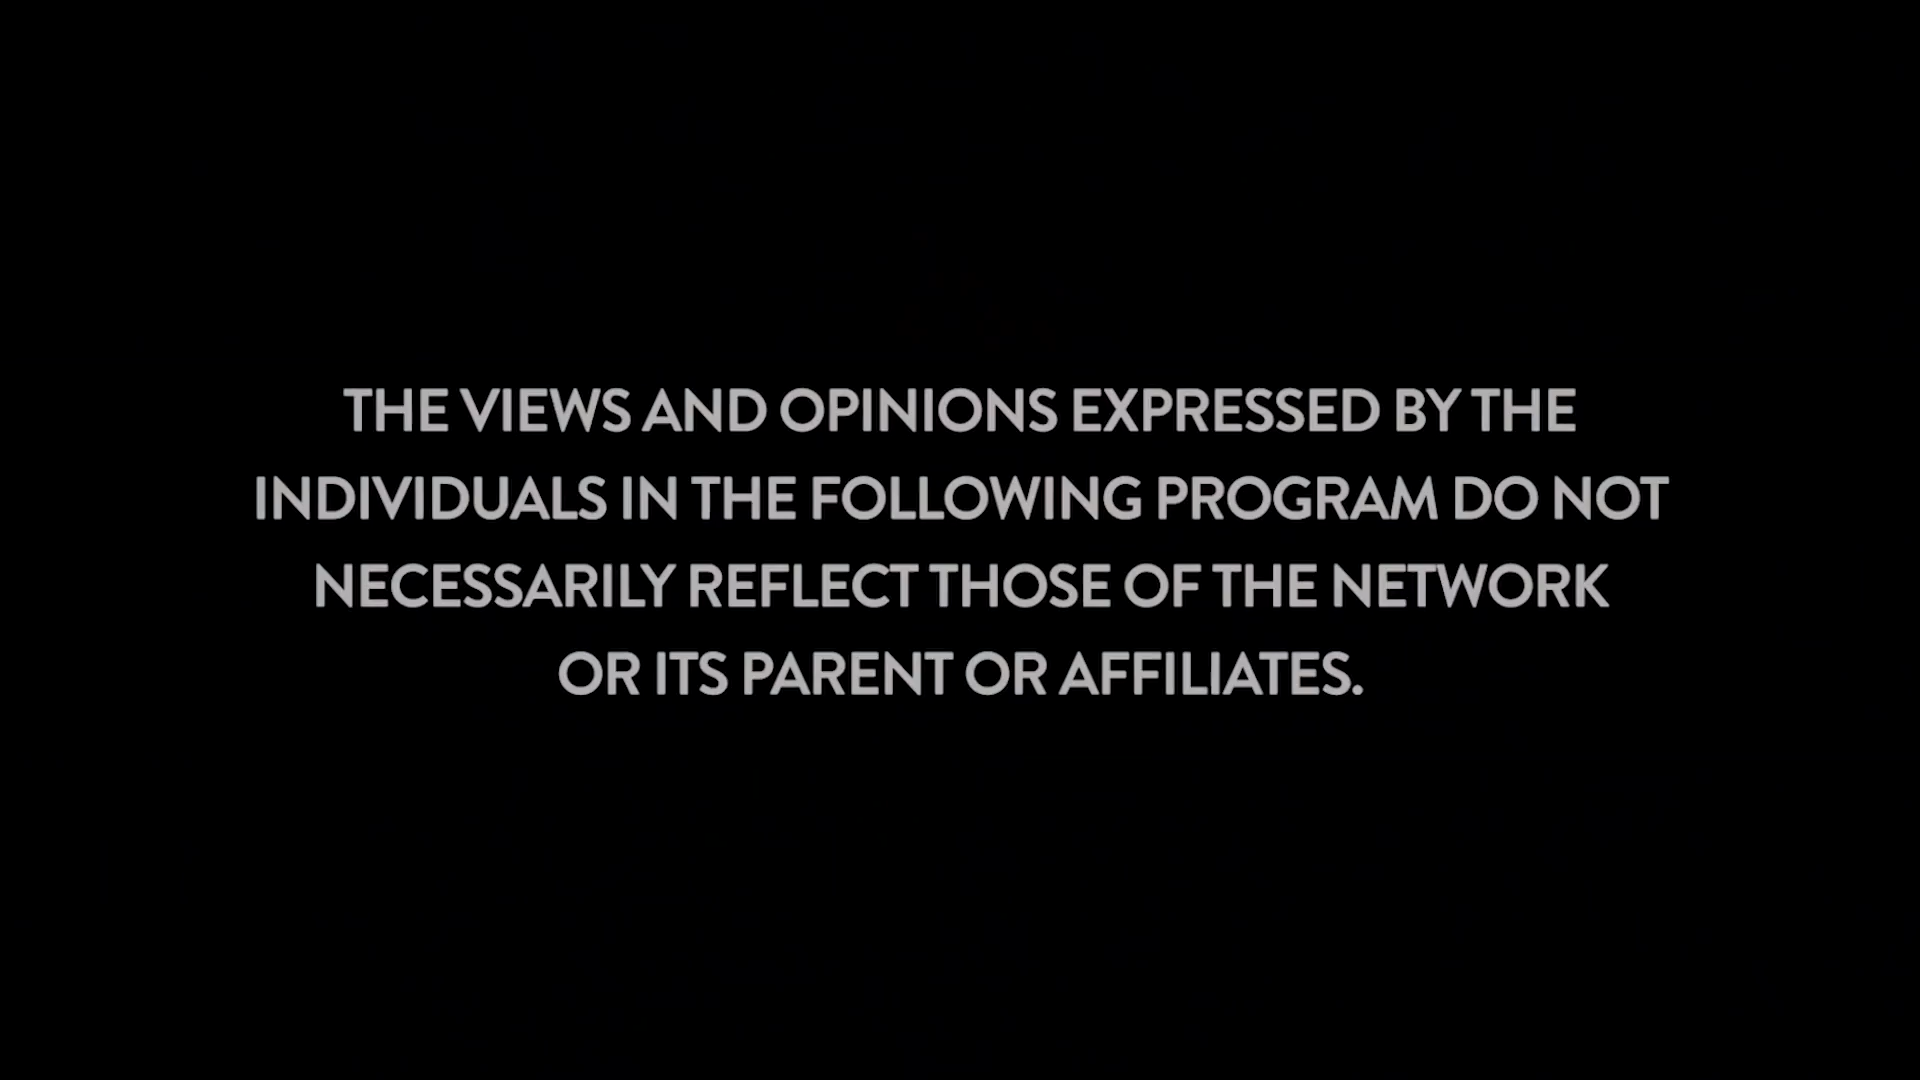 THE VIEWS AND OPINIONS EXPRESSED BY THE
INDIVIDUALS IN THE FOLLOWING PROGRAM DO NOT
NECESSARILY REFLECT THOSE OF THE NETWORK
OR ITS PARENT OR AFFILIATES.